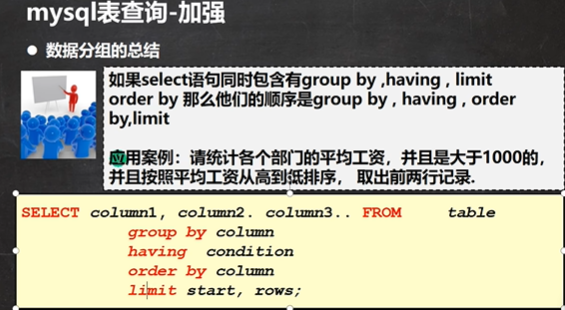 mysql表查询-加强
● 数据分组的总结
如果select语句同时包含有group by ,having , limit
order by 那么他们的顺序是group by , having , order
by,limit
应用案例：请统计各个部门的平均工资，并且是大于1000的，
并且按照平均工资从高到低排序， 取出前两行记录.
SELECT column1, column2. column3.. FROM table
group by column
having condition
order by column
limit start, rows;